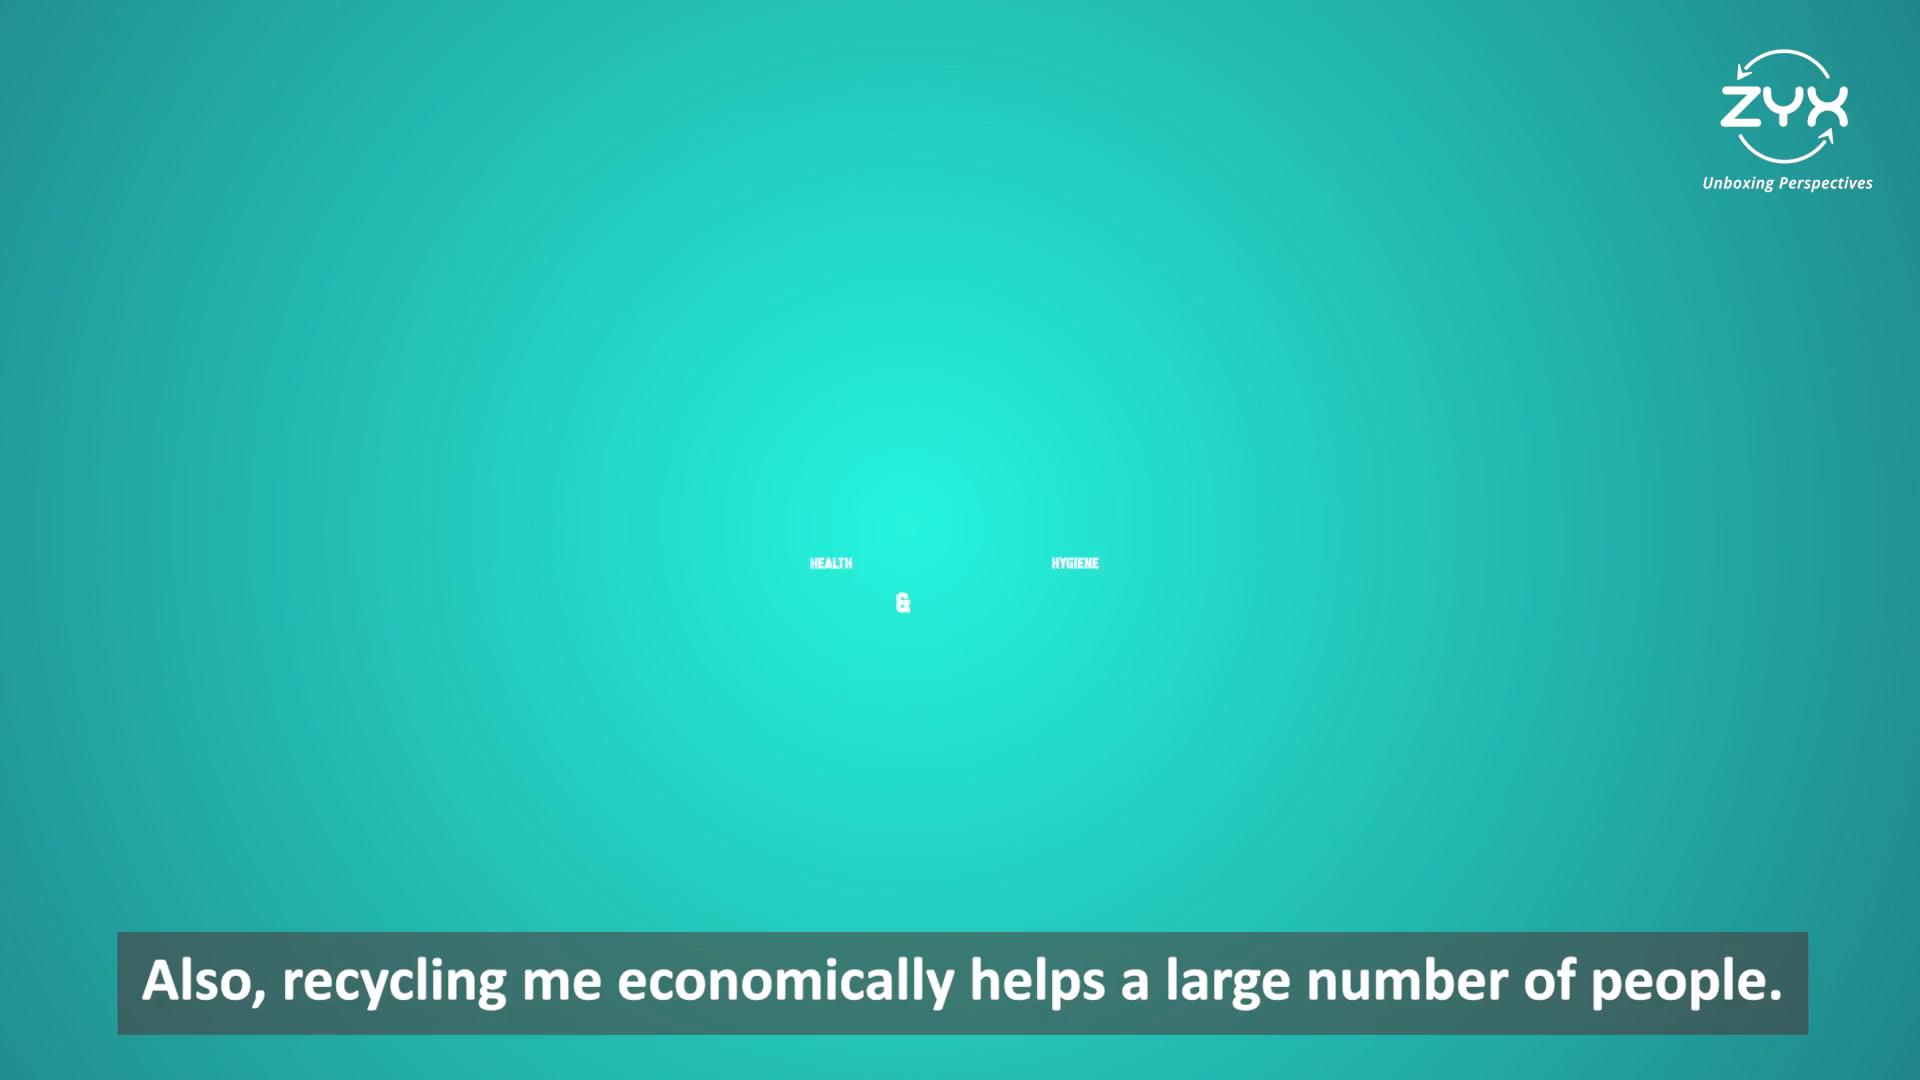 ZYX
Unboxing Perspectives
HEALTH
&
HYGIENE
Also, recycling me economically helps a large number of people.